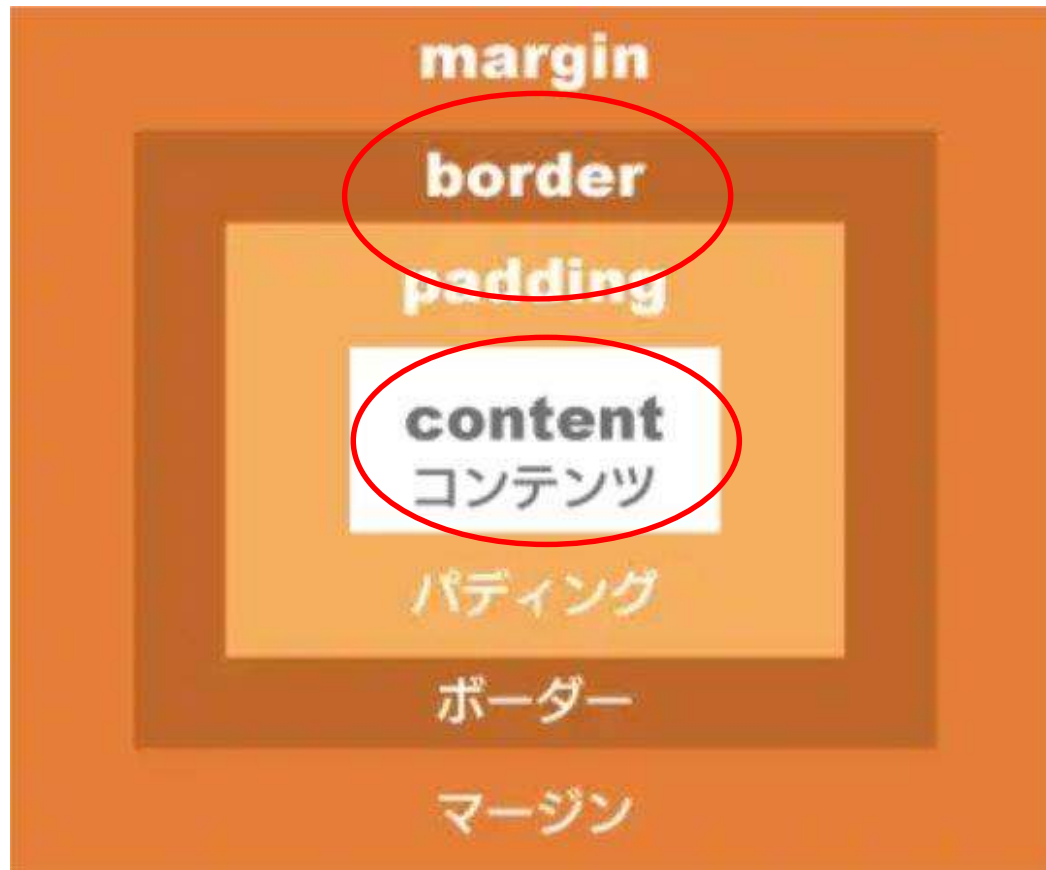 margin
border
padding
content
コンテンツ
パディング
ボーダー
マージン